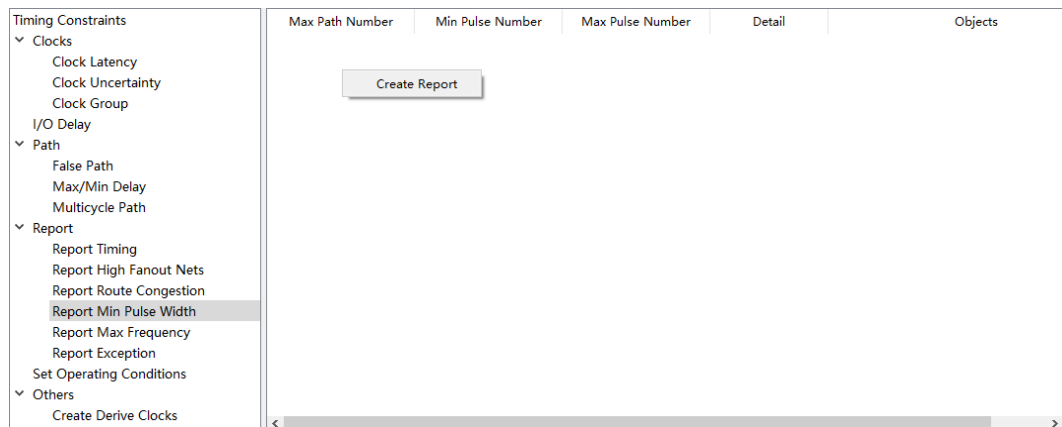 Timing Constraints
Clocks
Clock Latency
Clock Uncertainty
Clock Group
I/O Delay
Path
False Path
Max/Min Delay
Multicycle Path
Report
Report Timing
Report High Fanout Nets
Report Route Congestion
Report Min Pulse Width
Report Max Frequency
Report Exception
Set Operating Conditions
Others
Create Derive Clocks
Max Path Number Min Pulse Number Max Pulse Number Detail Objects
Create Report